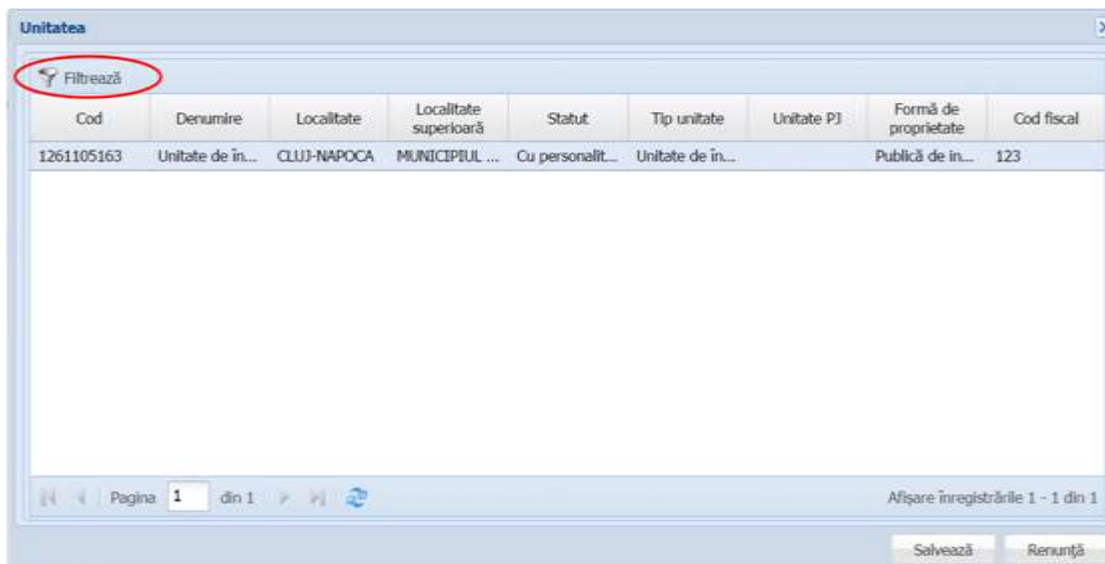 Unitatea
Filtrează
Cod Denumire Localitate Localitate superioară Statut Tip unitate Unitate PJ Formă de proprietate Cod fiscal
1261105163 Unitate de în... CLUJ-NAPOCA MUNICIPIUL ... Cu personalit... Unitate de în... Publică de in... 123
Pagina 1 din 1 Afișare înregistrările 1 - 1 din 1
Salvează Renunță